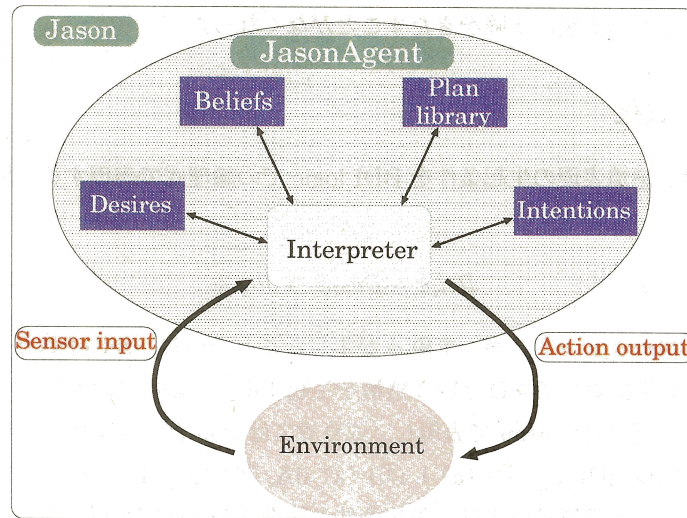 Jason
JasonAgent
Beliefs
Plan
library
Desires
Intentions
Interpreter
Sensor input
Action output
Environment